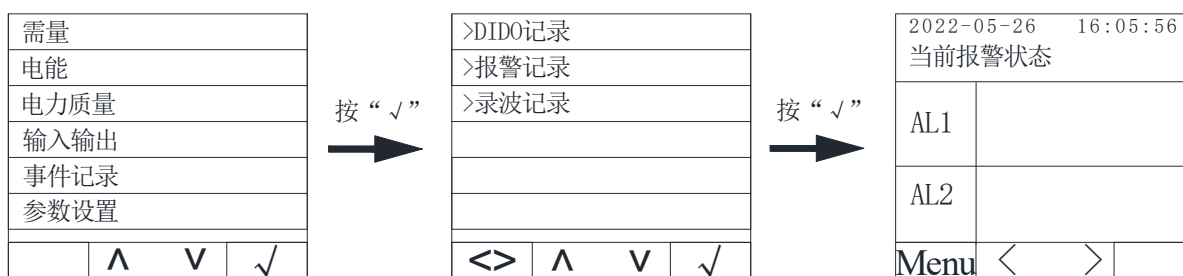 需量
电能
电力质量
输入输出
事件记录
参数设置
∧ ∨ √
按“√”
>DIDO记录
>报警记录
>录波记录
<> ∧ ∨ √
按“√”
2022-05-26 16:05:56
当前报警状态
AL1
AL2
Menu < >